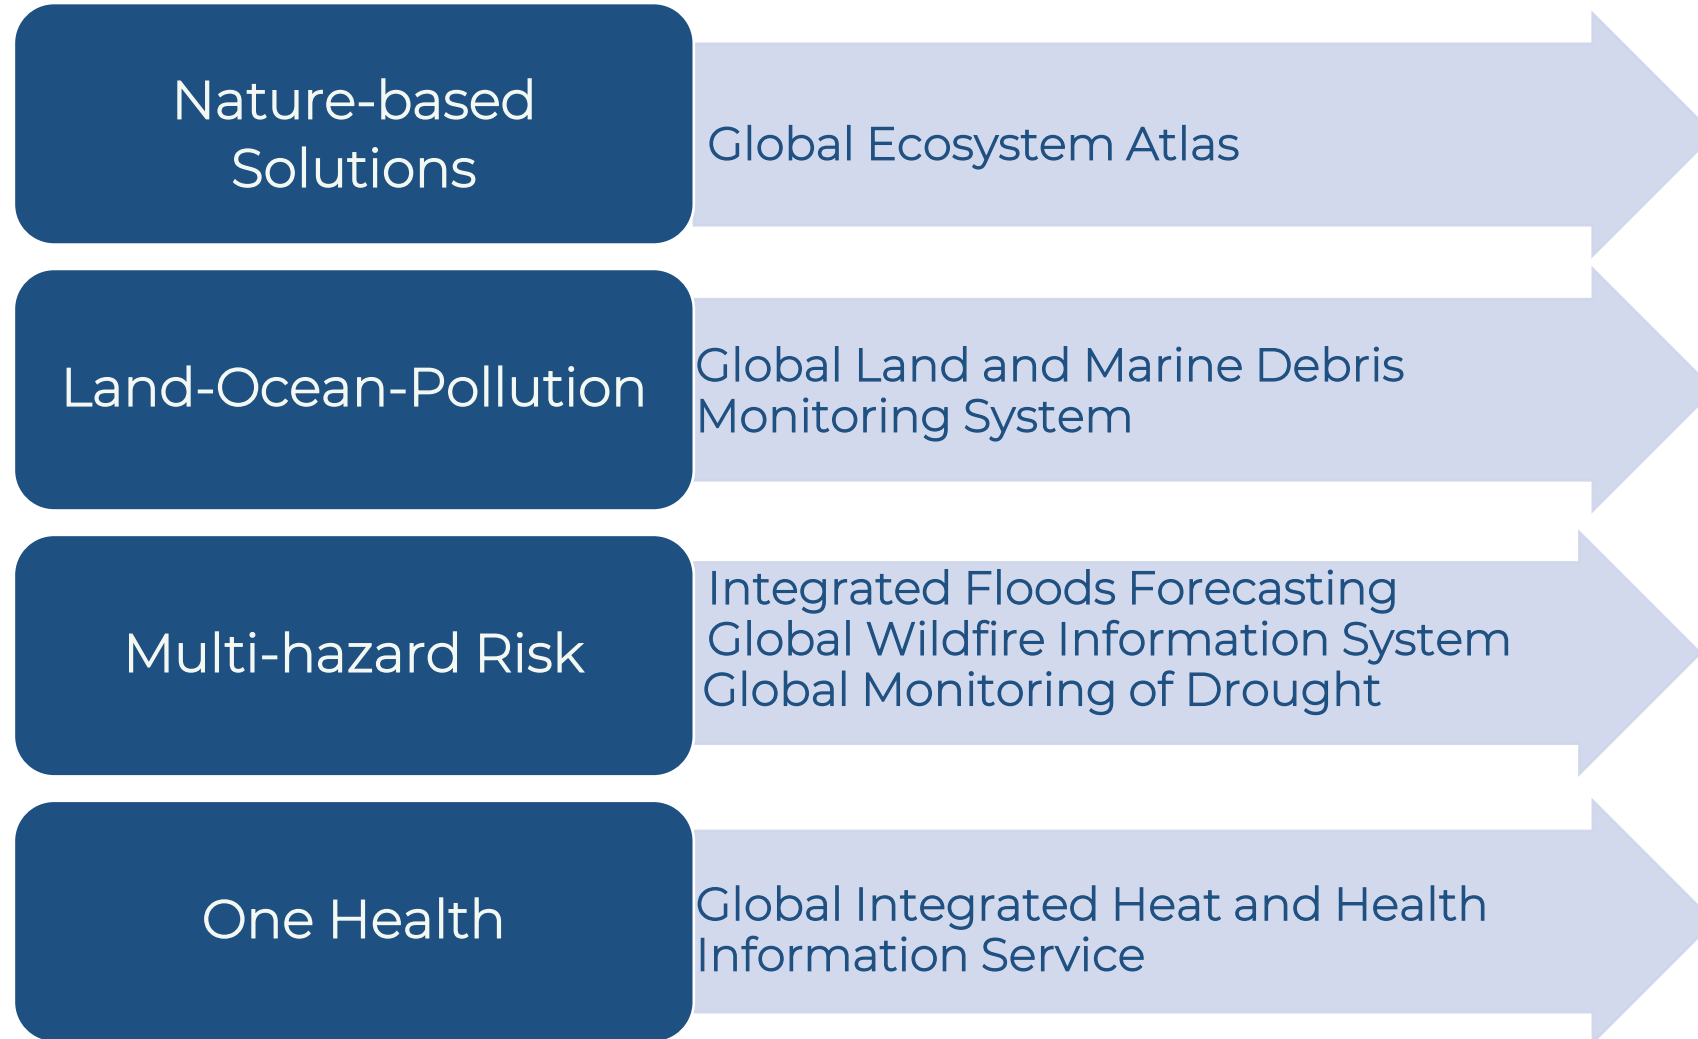 Nature-based
Solutions
Global Ecosystem Atlas
Land-Ocean-Pollution
Global Land and Marine Debris
Monitoring System
Multi-hazard Risk
Integrated Floods Forecasting
Global Wildfire Information System
Global Monitoring of Drought
One Health
Global Integrated Heat and Health
Information Service